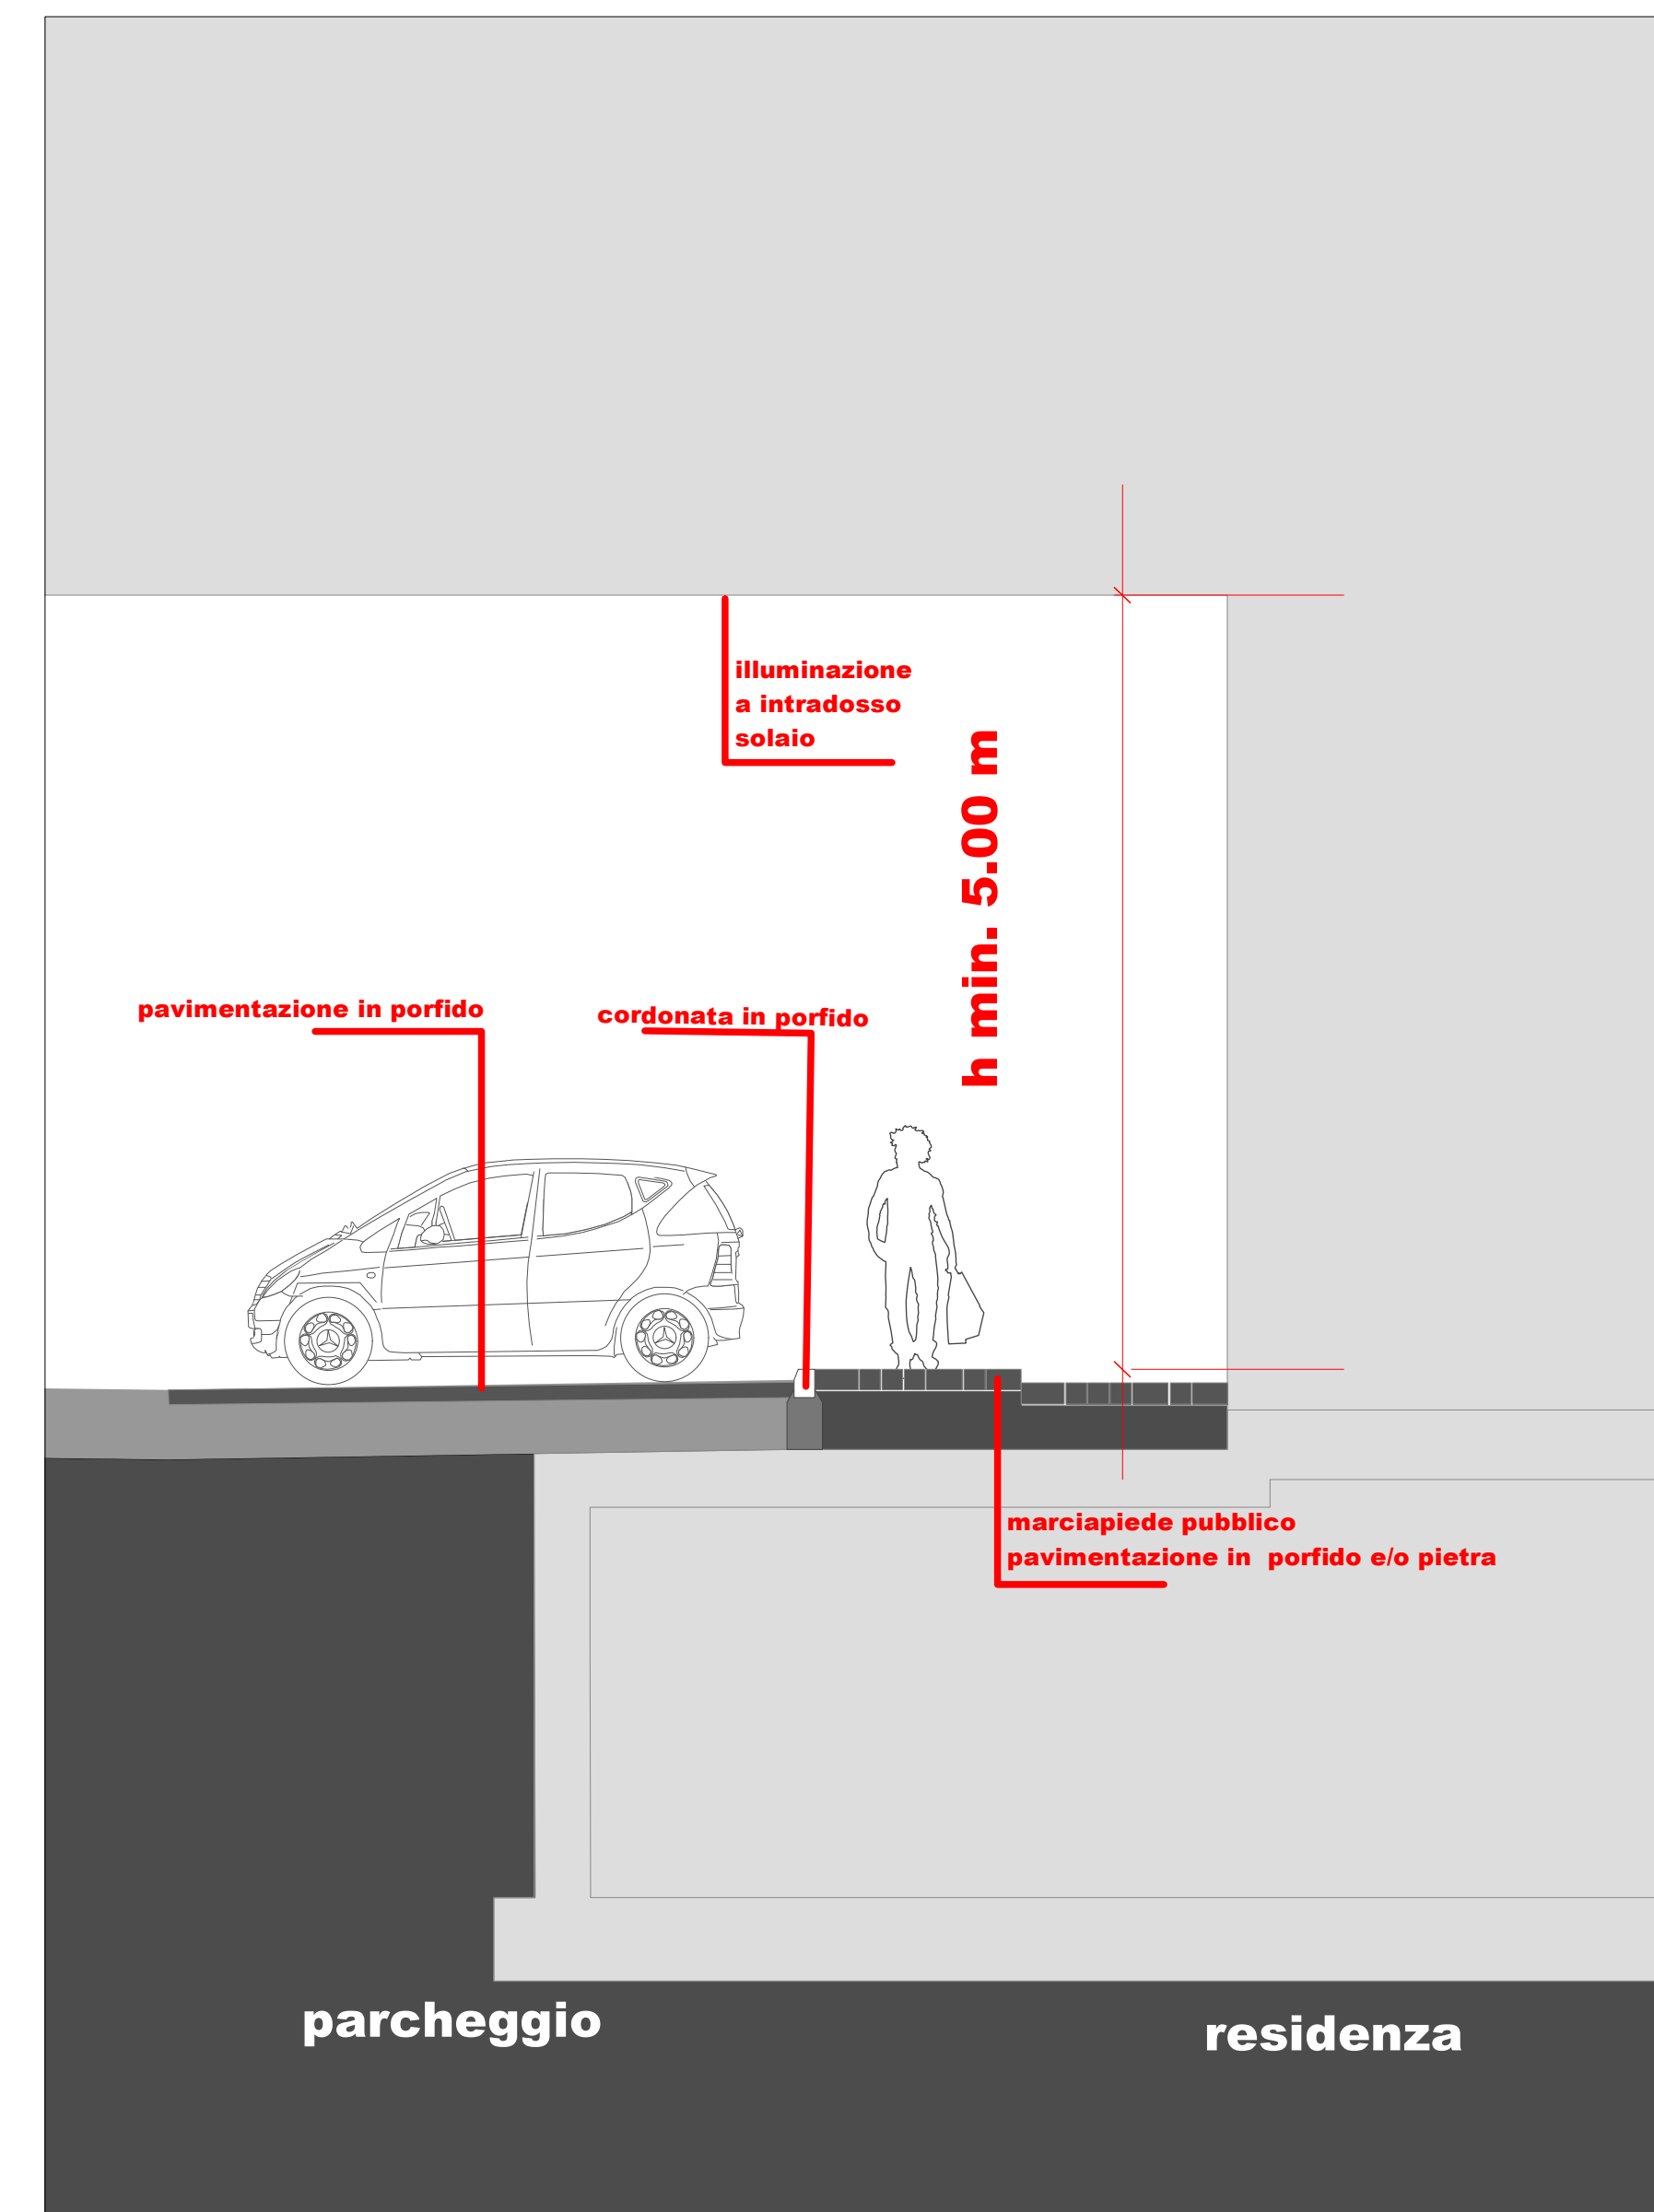 illuminazione
a intradosso
solaio
h min. 5.00 m
pavimentazione in porfido
cordonata in porfido
marciapiede pubblico
pavimentazione in  porfido e/o pietra
parcheggio
residenza